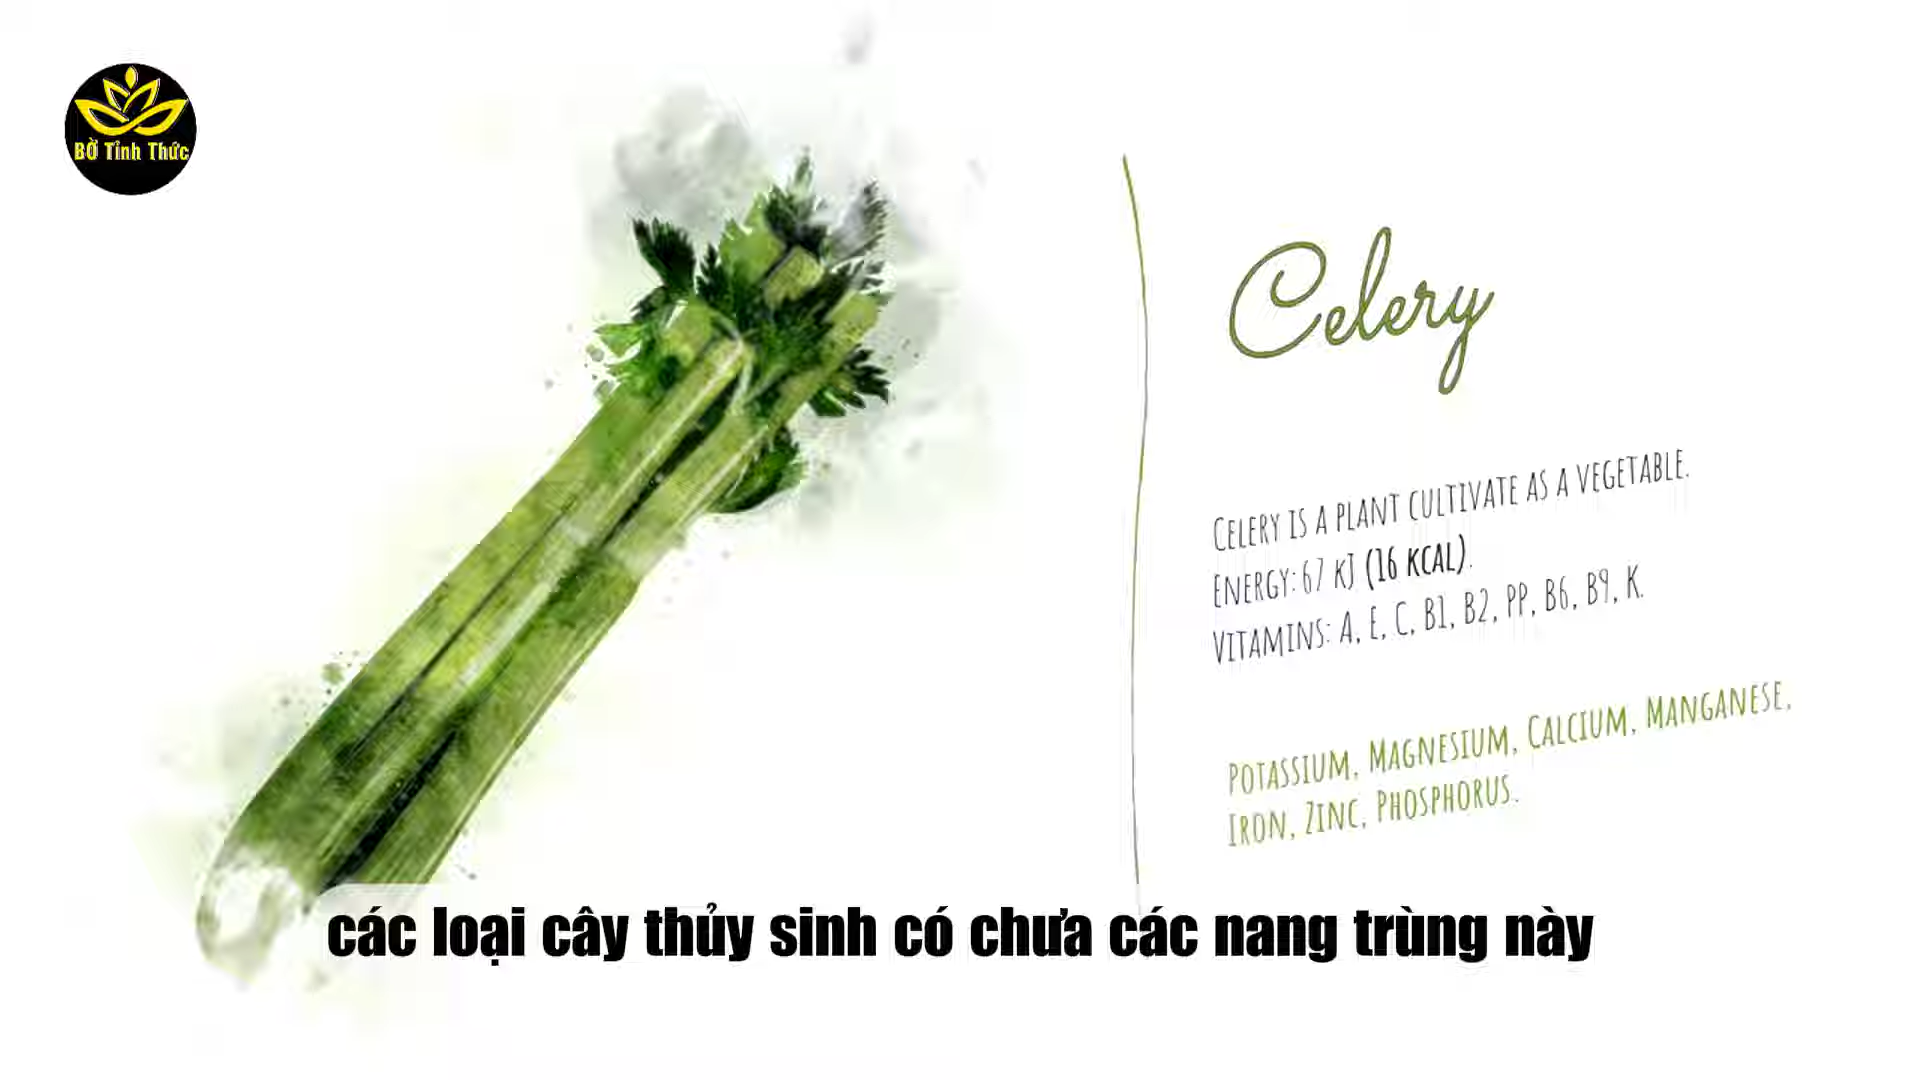 BỜ Tỉnh Thức
Celery
CELERY IS A PLANT CULTIVATE AS A VEGETABLE.
ENERGY: 67 KJ (16 KCAL).
VITAMINS: A, E, C, B1, B2, PP, B6, B9, K.
POTASSIUM, MAGNESIUM, CALCIUM, MANGANESE,
IRON, ZINC, PHOSPHORUS.
các loại cây thủy sinh có chưa các nang trùng này